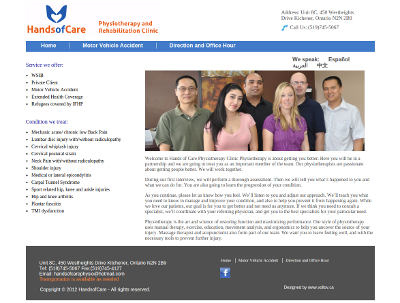 HandsofCare
Physiotherapy and
Rehabilitation Clinic
Address: Unit 8C, 450 Westheights
Drive Kitchener, Ontario N2N 2B9
Call Us: (519)745-5067
Home | Motor Vehicle Accident | Direction and Office Hour
We speak: English Español
العربية 中文
Service we offer:
WSIB
Private Client
Motor Vehicle Accident
Extended Health Coverage
Refugees covered by IFHP
Condition we treat:
Mechanic acute/ chronic low Back Pain
Lumbar disc injury with/without radiculopathy
Cervical whiplash injury
Cervical postural strain
Neck Pain with/without radiculopathy
Shoulder injury
Medical or lateral epicondylitis
Carpal Tunnel Syndrome
Sport related hip, knee and ankle injuries
Hip and knee arthritis
Plantar fasciitis
TMJ dysfunction
Welcome to Hands of Care Physiotherapy Clinic Physiotherapy is about getting you better. Here you will be in a
partnership and we are going to treat you as an important member of the team. Our physiotherapists are passionate
about getting people better. We will work together.
During our first interview, we will perform a thorough assessment. Then we will tell you what's happened to you and
what we can do for. You are also going to learn the progression of your condition.
As you continue, please let us know how you feel. We'll listen to you and adjust our approach. We'll teach you what
you need to know to manage and improve your condition, and also to help you prevent it from happening again. While
we love our patients, our goal is for you to get better and not need us anymore. If we think you need to consult a
specialist, we'll coordinate with your referring physician, and get you to the best specialists for your particular need.
Physiotherapy is the art and science of ensuring function and maximizing performance. Our style of physiotherapy
uses manual therapy, exercise, education, movement analysis, and ergonomics to help you uncover the source of your
injury. Massage therapist and acupuncturist also form part of our team. We want you to leave feeling well, and with the
necessary tools to prevent further injury.
Unit 8C, 450 Westheights Drive Kitchener, Ontario N2N 2B9
Tel: (519)745-5067 Fax:(519)745-4127
Email: handsofcarephysio@hotmail.com
Transportation is available as needed
Copyright © 2012 HandsofCare - All rights reserved.
Home | Motor Vehicle Accident | Direction and Office Hour
f
Designed by www.sofxv.ca